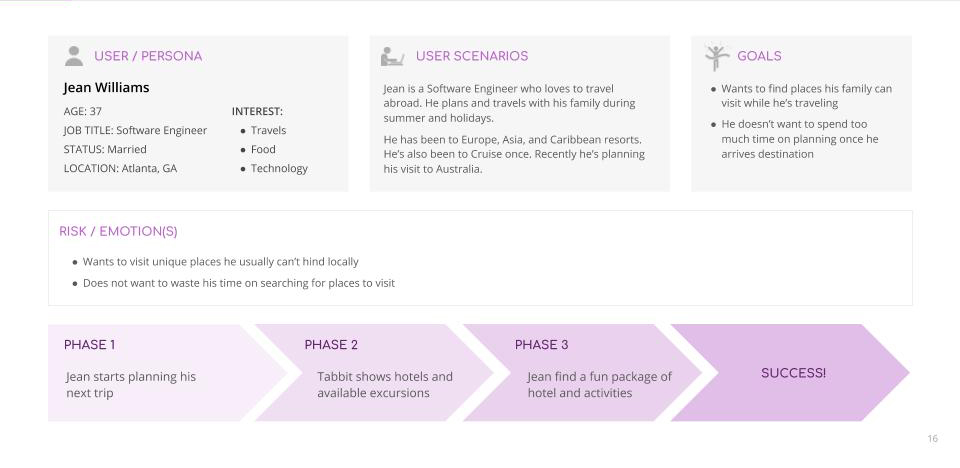 USER / PERSONA
Jean Williams
AGE: 37
JOB TITLE: Software Engineer
STATUS: Married
LOCATION: Atlanta, GA
INTEREST:
● Travels
● Food
● Technology
USER SCENARIOS
Jean is a Software Engineer who loves to travel
abroad. He plans and travels with his family during
summer and holidays.
He has been to Europe, Asia, and Caribbean resorts.
He's also been to Cruise once. Recently he's planning
his visit to Australia.
GOALS
● Wants to find places his family can
visit while he's traveling
● He doesn't want to spend too
much time on planning once he
arrives destination
RISK / EMOTION(S)
● Wants to visit unique places he usually can't hind locally
● Does not want to waste his time on searching for places to visit
PHASE 1
Jean starts planning his
next trip
PHASE 2
Tabbit shows hotels and
available excursions
PHASE 3
Jean find a fun package of
hotel and activities
SUCCESS!
16